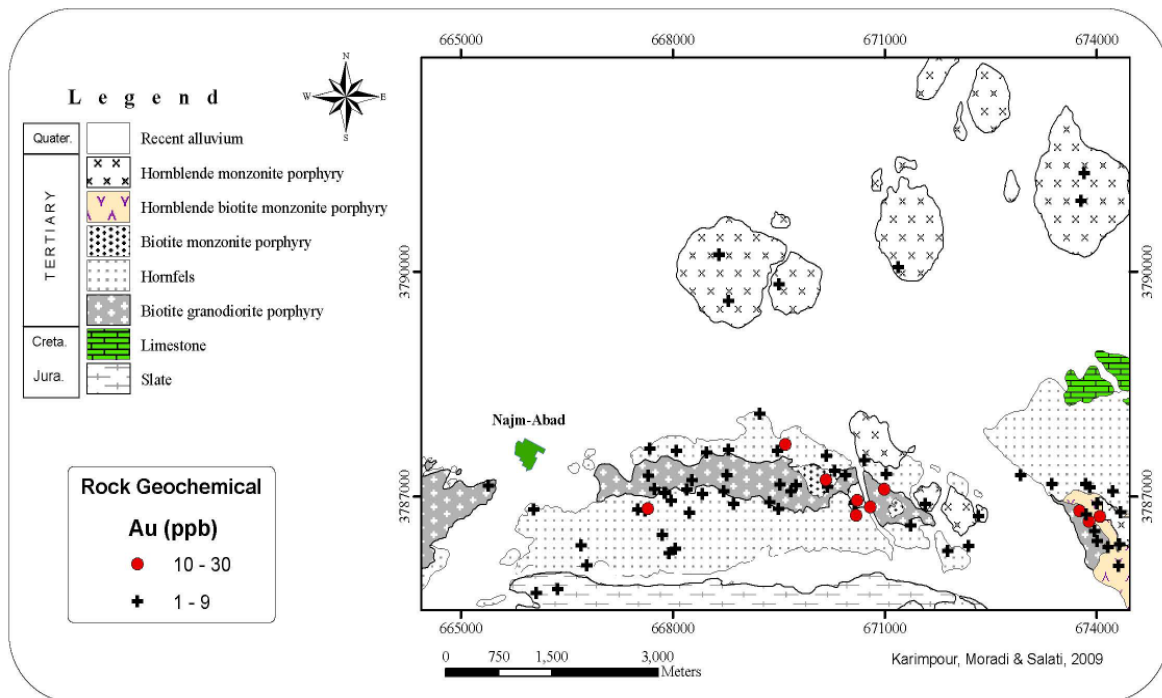 665000 668000 671000 674000
N
W E
S
L e g e n d
Quater.
Recent alluvium
TERTIARY
Hornblende monzonite porphyry
Hornblende biotite monzonite porphyry
Biotite monzonite porphyry
Hornfels
Biotite granodiorite porphyry
Creta.
Limestone
Jura.
Slate
3790000 3790000
3787000 3787000
Najm-Abad
Rock Geochemical
Au (ppb)
10 - 30
1 - 9
665000 668000 671000 674000
0 750 1,500 3,000
Meters
Karimpour, Moradi & Salati, 2009